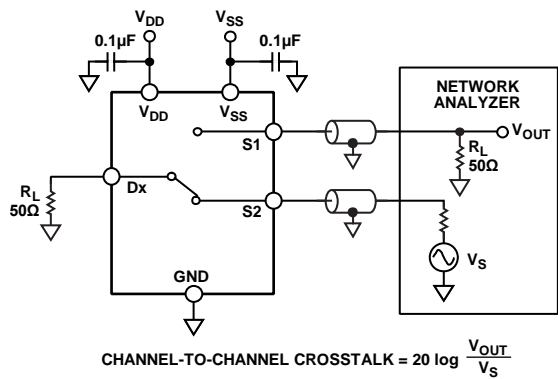 VDD
VSS
0.1µF
0.1µF
VDD
VSS
NETWORK
ANALYZER
S1
VOUT
RL
50Ω
Dx
RL
50Ω
S2
VS
GND
CHANNEL-TO-CHANNEL CROSSTALK = 20 log VOUT
VS